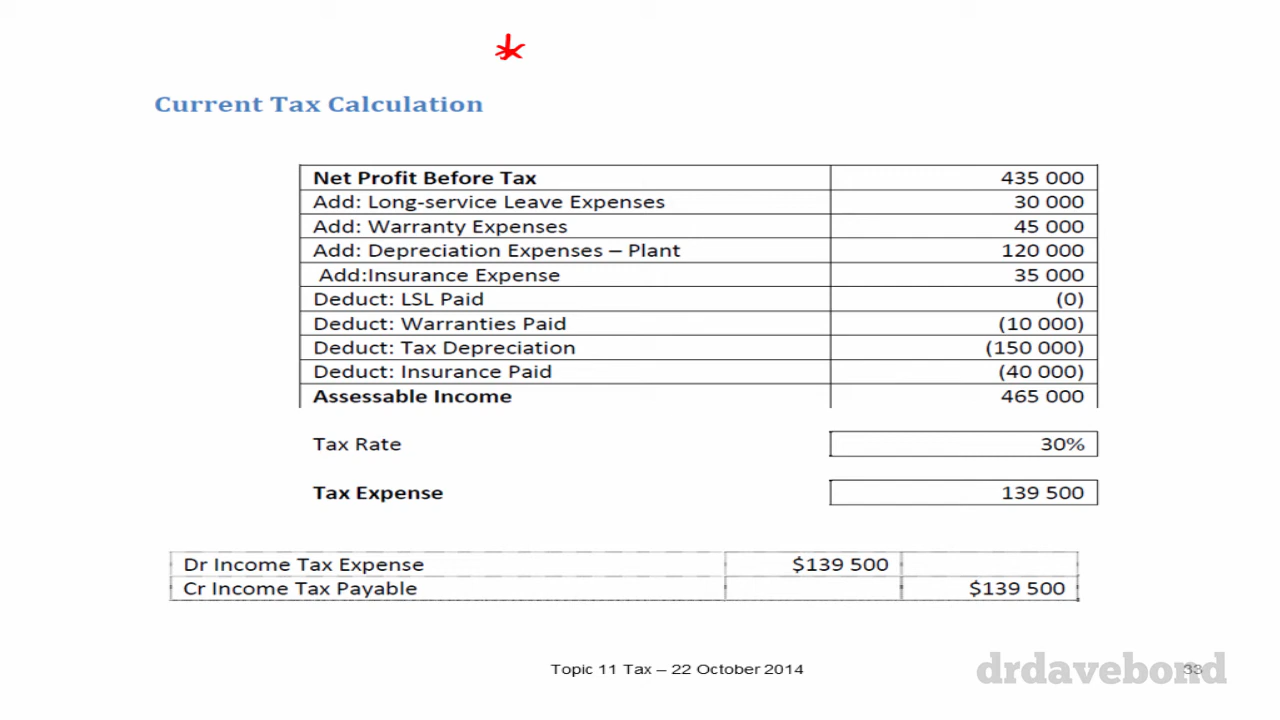 Current Tax Calculation
Net Profit Before Tax 435 000
Add: Long-service Leave Expenses 30 000
Add: Warranty Expenses 45 000
Add: Depreciation Expenses – Plant 120 000
Add:Insurance Expense 35 000
Deduct: LSL Paid (0)
Deduct: Warranties Paid (10 000)
Deduct: Tax Depreciation (150 000)
Deduct: Insurance Paid (40 000)
Assessable Income 465 000
Tax Rate 30%
Tax Expense 139 500
Dr Income Tax Expense $139 500
Cr Income Tax Payable $139 500
Topic 11 Tax – 22 October 2014 drdavebond 33